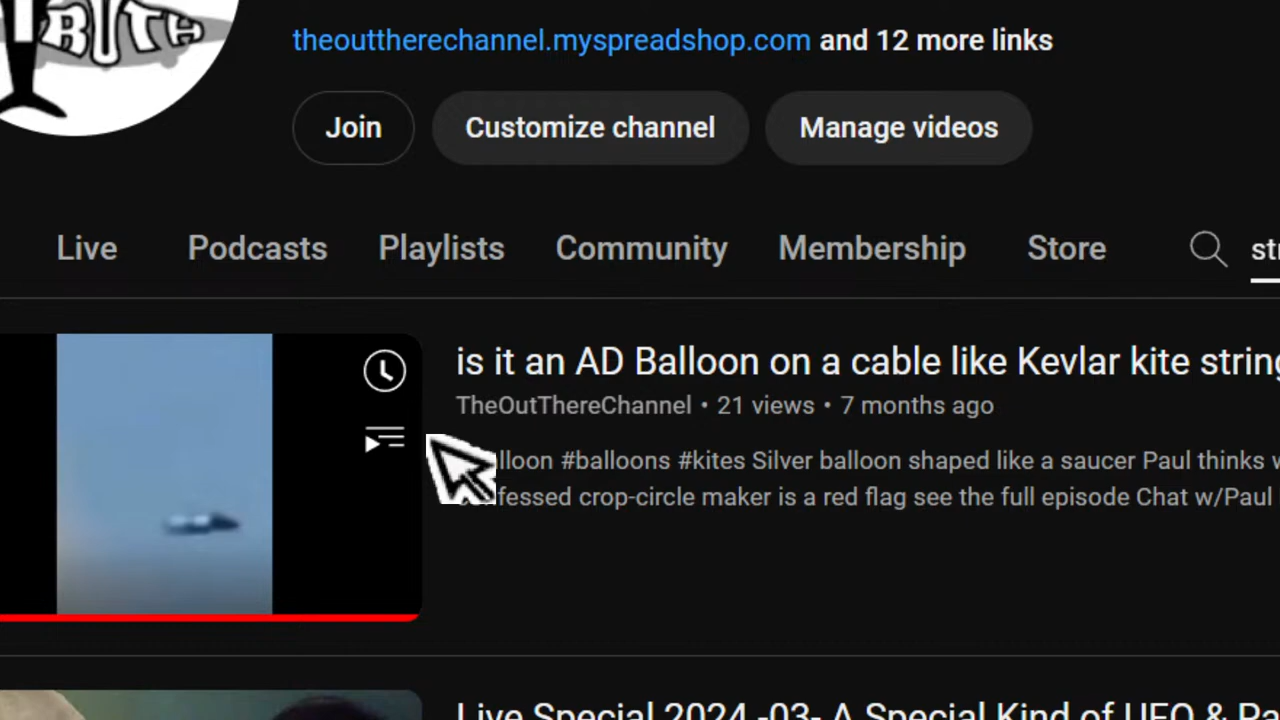 theouttherechannel.myspreadshop.com and 12 more links
Join Customize channel Manage videos
Live Podcasts Playlists Community Membership Store
is it an AD Balloon on a cable like Kevlar kite string
TheOutThereChannel • 21 views • 7 months ago
#balloons #kites Silver balloon shaped like a saucer Paul thinks
crop-circle maker is a red flag see the full episode Chat w/Paul
Live Special 2024 -03- A Special Kind of UFO &